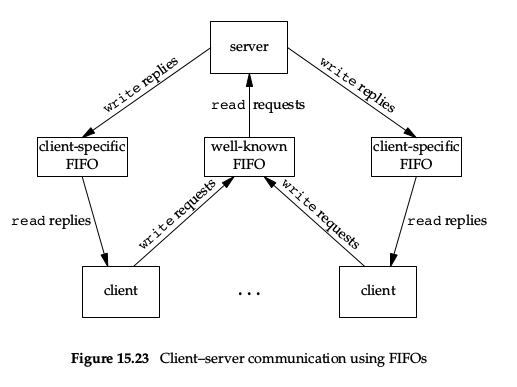 server
write replies
write replies
read requests
client-specific
FIFO
well-known
FIFO
client-specific
FIFO
read replies
write requests
write requests
read replies
client
...
client
Figure 15.23 Client–server communication using FIFOs